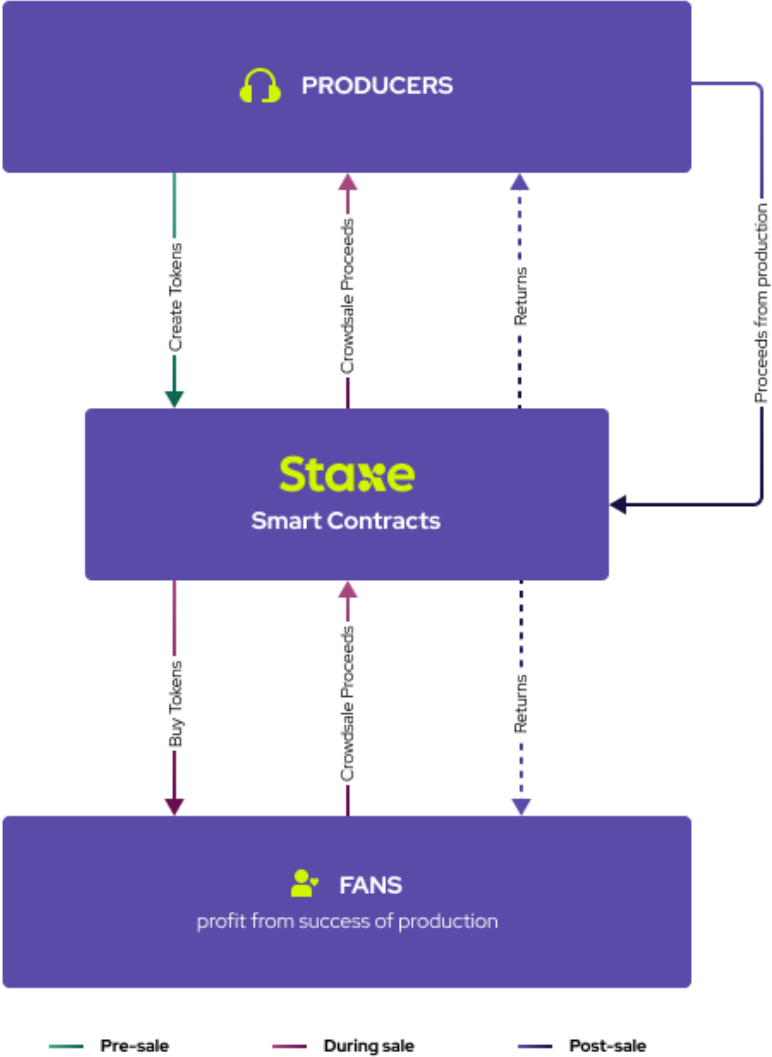 PRODUCERS
Create Tokens
Crowdsale Proceeds
Returns
Proceeds from production
Staxe
Smart Contracts
Buy Tokens
Crowdsale Proceeds
Returns
FANS
profit from success of production
Pre-sale
During sale
Post-sale